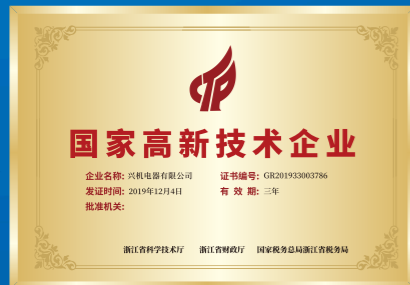 国家高新技术企业
企业名称: 兴机电器有限公司 证书编号: GR201933003786
发证时间: 2019年12月4日 有 效 期: 三年
批准机关:
浙江省科学技术厅 浙江省财政厅 国家税务总局浙江省税务局